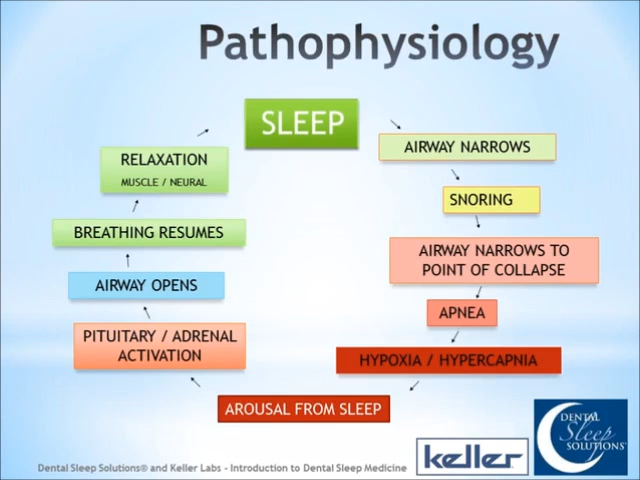 Pathophysiology
SLEEP
AIRWAY NARROWS
SNORING
AIRWAY NARROWS TO
POINT OF COLLAPSE
APNEA
HYPOXIA / HYPERCAPNIA
AROUSAL FROM SLEEP
PITUITARY / ADRENAL
ACTIVATION
AIRWAY OPENS
BREATHING RESUMES
RELAXATION
MUSCLE / NEURAL
Dental Sleep Solutions® and Keller Labs - Introduction to Dental Sleep Medicine
keller
DENTAL
Sleep
SOLUTIONS